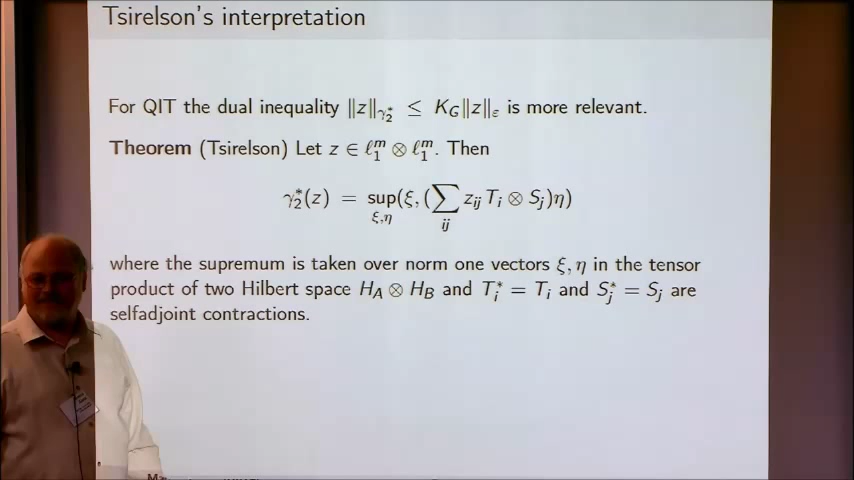 Tsirelson's interpretation
For QIT the dual inequality ‖z‖_{γ₂*} ≤ K_G‖z‖_ε is more relevant.
Theorem (Tsirelson) Let z ∈ ℓ₁ᵐ ⊗ ℓ₁ᵐ. Then
γ₂*(z) = sup_{ξ,η}(ξ, (∑_{ij} z_{ij} T_i ⊗ S_j)η)
where the supremum is taken over norm one vectors ξ, η in the tensor
product of two Hilbert space H_A ⊗ H_B and T_i* = T_i and S_j* = S_j are
selfadjoint contractions.